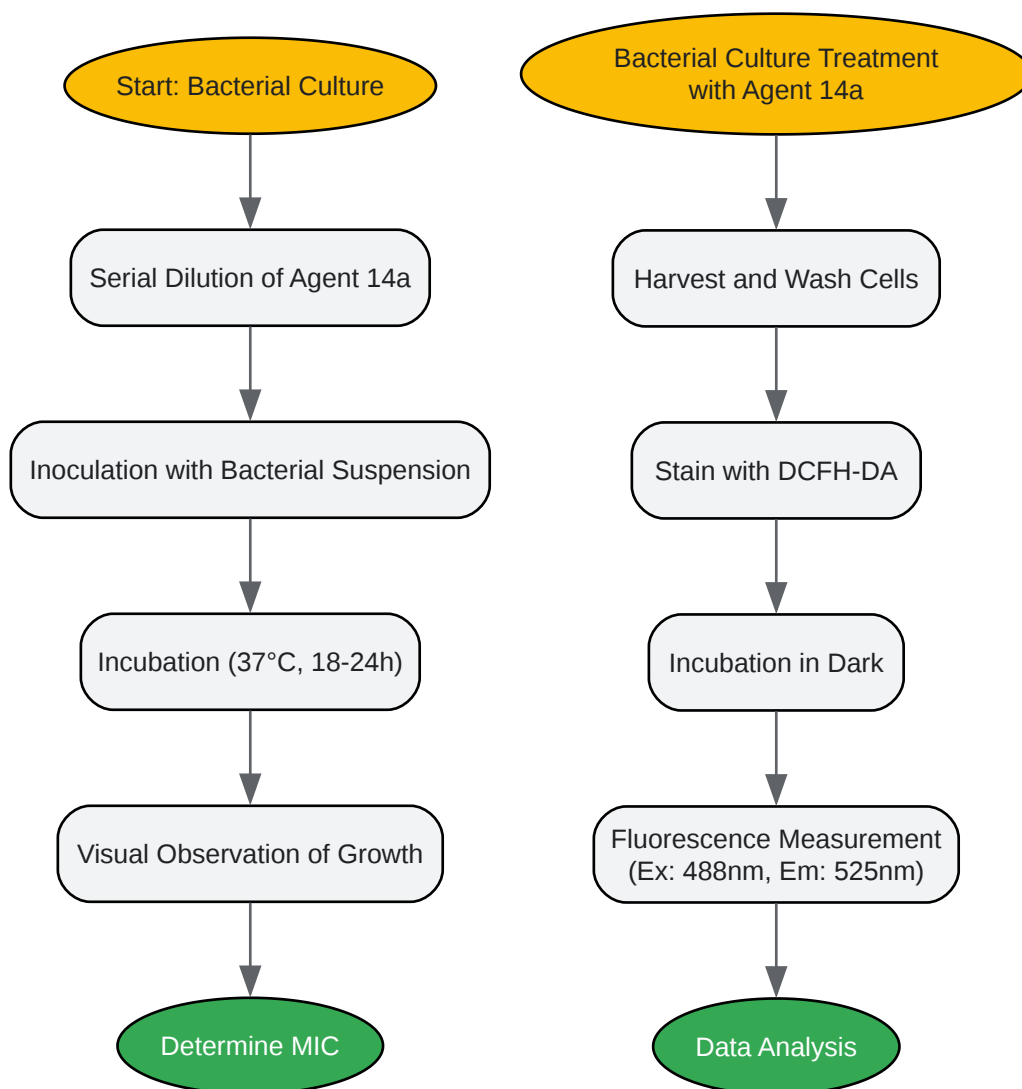 Start: Bacterial Culture
Serial Dilution of Agent 14a
Inoculation with Bacterial Suspension
Incubation (37°C, 18-24h)
Visual Observation of Growth
Determine MIC
Bacterial Culture Treatment
with Agent 14a
Harvest and Wash Cells
Stain with DCFH-DA
Incubation in Dark
Fluorescence Measurement
(Ex: 488nm, Em: 525nm)
Data Analysis